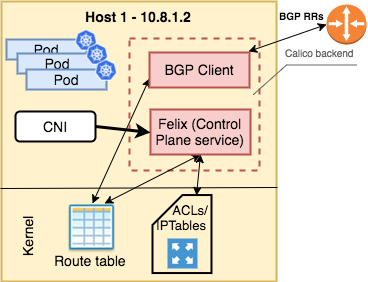 Host 1 - 10.8.1.2
BGP RRs
Pod
Pod
Pod
BGP Client
Calico backend
CNI
Felix (Control
Plane service)
Kernel
Route table
ACLs/
IPTables